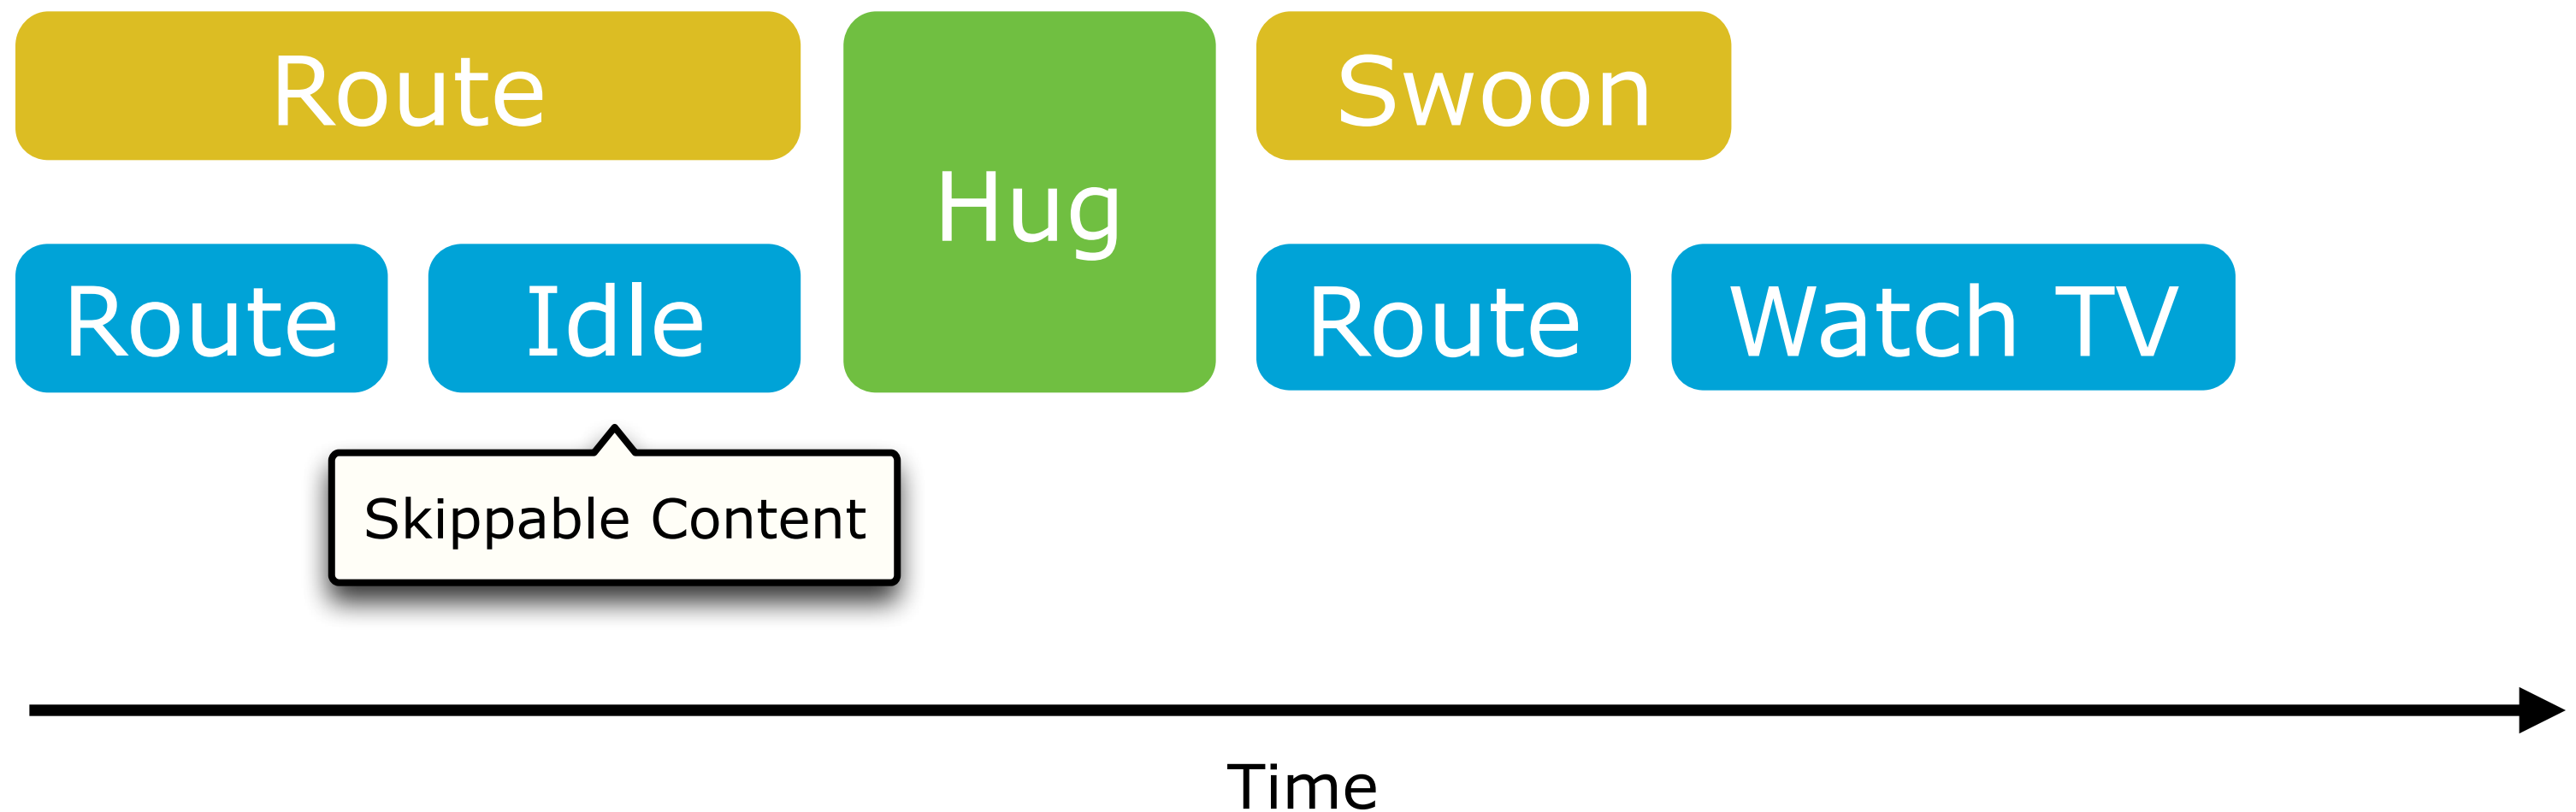 Route
Hug
Swoon
Route
Idle
Route
Watch TV
Skippable Content
Time